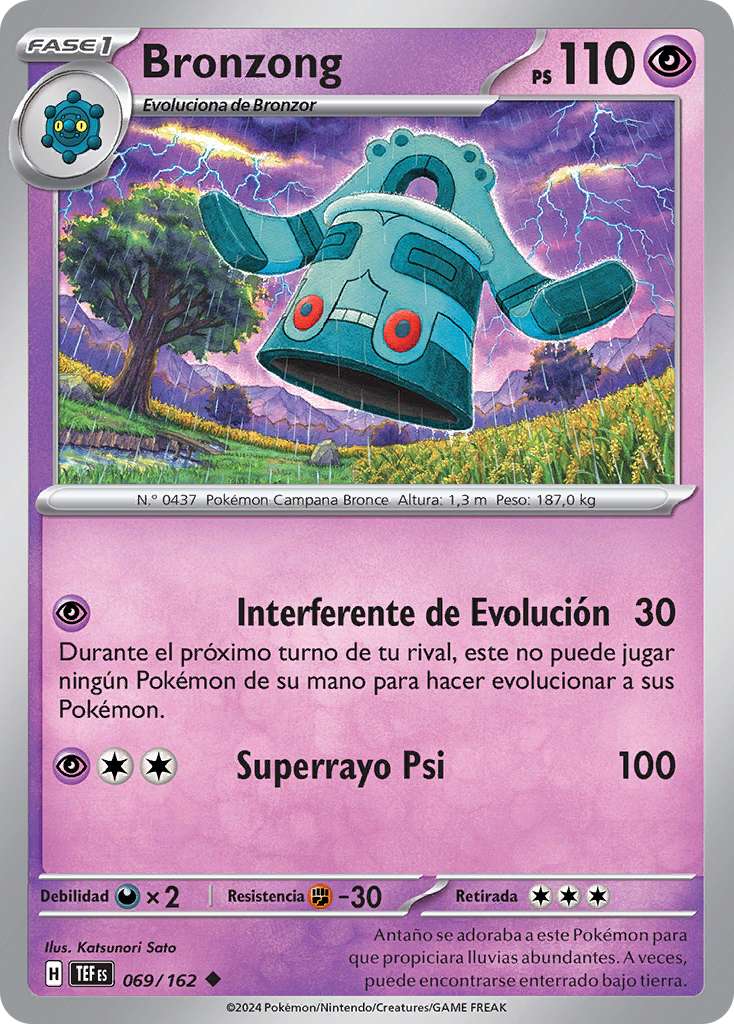 FASE 1
Bronzong
PS 110
Evoluciona de Bronzor
N.º 0437 Pokémon Campana Bronce Altura: 1,3 m Peso: 187,0 kg
Interferente de Evolución 30
Durante el próximo turno de tu rival, este no puede jugar
ningún Pokémon de su mano para hacer evolucionar a sus
Pokémon.
Superrayo Psi 100
Debilidad ×2 Resistencia -30 Retirada
Ilus. Katsunori Sato
H TEF ES 069/162
Antaño se adoraba a este Pokémon para
que propiciara lluvias abundantes. A veces,
puede encontrarse enterrado bajo tierra.
©2024 Pokémon/Nintendo/Creatures/GAME FREAK